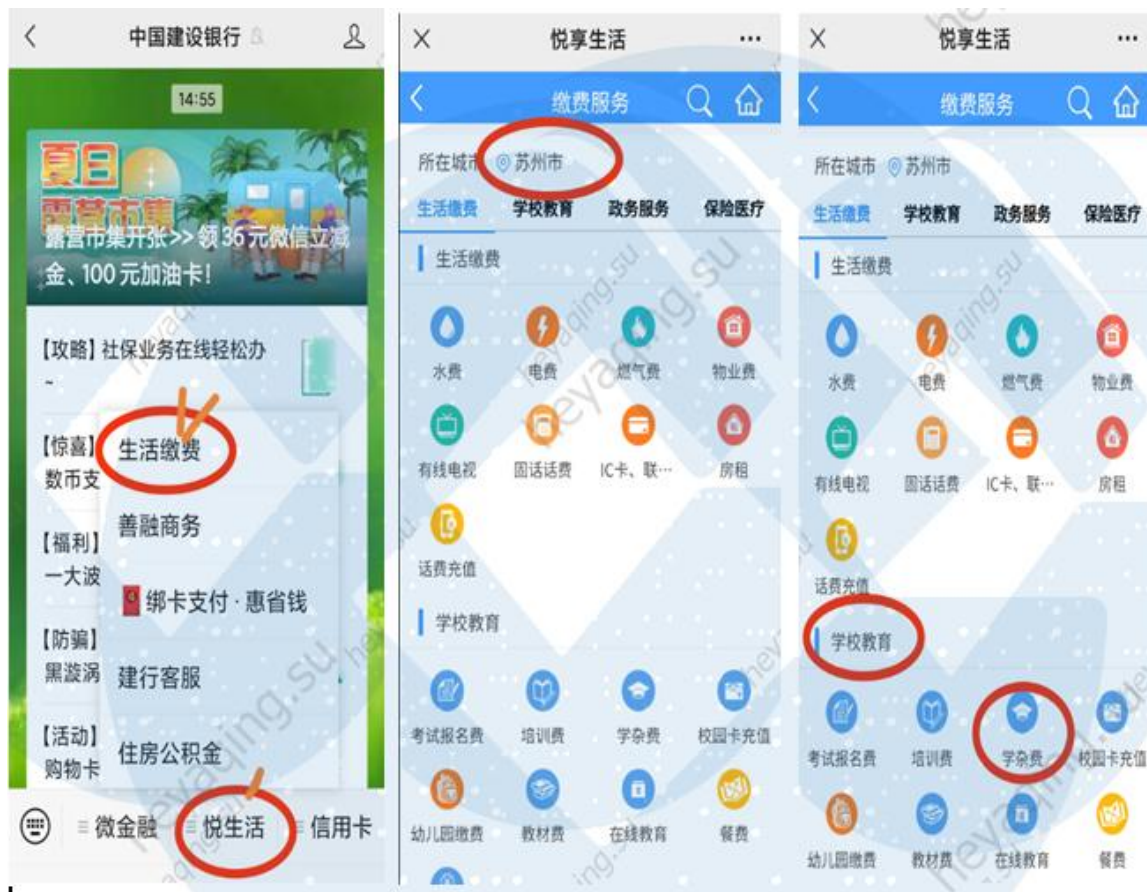 中国建设银行
14:55
夏日
露营市集
露营市集开张>>领36元微信立减
金、100元加油卡!
【攻略】社保业务在线轻松办
~
【惊喜】
数币支
【福利】
一大波
【防骗】
黑漩涡
【活动】
购物卡
生活缴费
善融商务
绑卡支付·惠省钱
建行客服
住房公积金
微金融
悦生活
信用卡
悦享生活
缴费服务
所在城市 苏州市
生活缴费 学校教育 政务服务 保险医疗
生活缴费
水费 电费 燃气费 物业费
有线电视 固话话费 IC卡、联… 房租
话费充值
学校教育
考试报名费 培训费 学杂费 校园卡充值
幼儿园缴费 教材费 在线教育 餐费
悦享生活
缴费服务
所在城市 苏州市
生活缴费 学校教育 政务服务 保险医疗
生活缴费
水费 电费 燃气费 物业费
有线电视 固话话费 IC卡、联… 房租
话费充值
学校教育
考试报名费 培训费 学杂费 校园卡充值
幼儿园缴费 教材费 在线教育 餐费
heyaqing.su